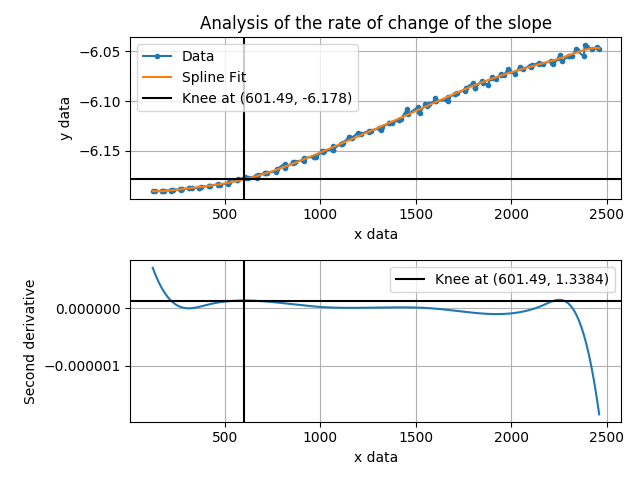 Analysis of the rate of change of the slope
Data
Spline Fit
Knee at (601.49, -6.178)
y data
−6.05
−6.10
−6.15
500
1000
1500
2000
2500
x data
Knee at (601.49, 1.3384)
Second derivative
0.000000
−0.000001
500
1000
1500
2000
2500
x data